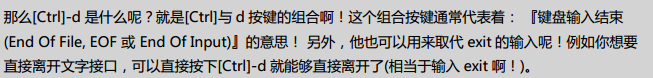 那么[Ctrl]-d 是什么呢？就是[Ctrl]与 d 按键的组合啊！这个组合按键通常代表着： 『键盘输入结束
(End Of File, EOF 或 End Of Input)』的意思！ 另外，他也可以用来取代 exit 的输入呢！例如你想要
直接离开文字接口，可以直接按下[Ctrl]-d 就能够直接离开了(相当于输入 exit 啊！)。